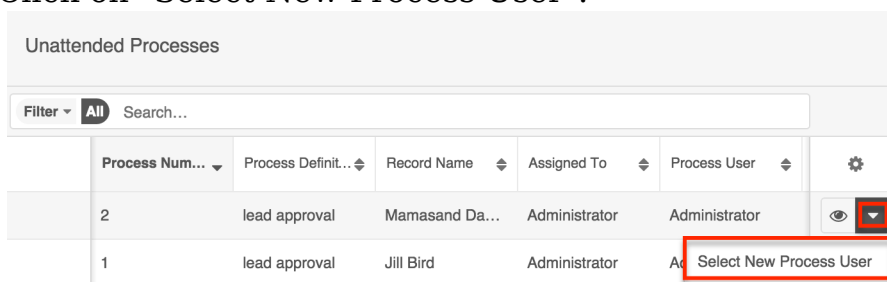 Click on "Select New Process User".
Unattended Processes
Filter All Search...
Process Num... Process Definit... Record Name Assigned To Process User
2 lead approval Mamasand Da... Administrator Administrator
1 lead approval Jill Bird Administrator Ad
Select New Process User